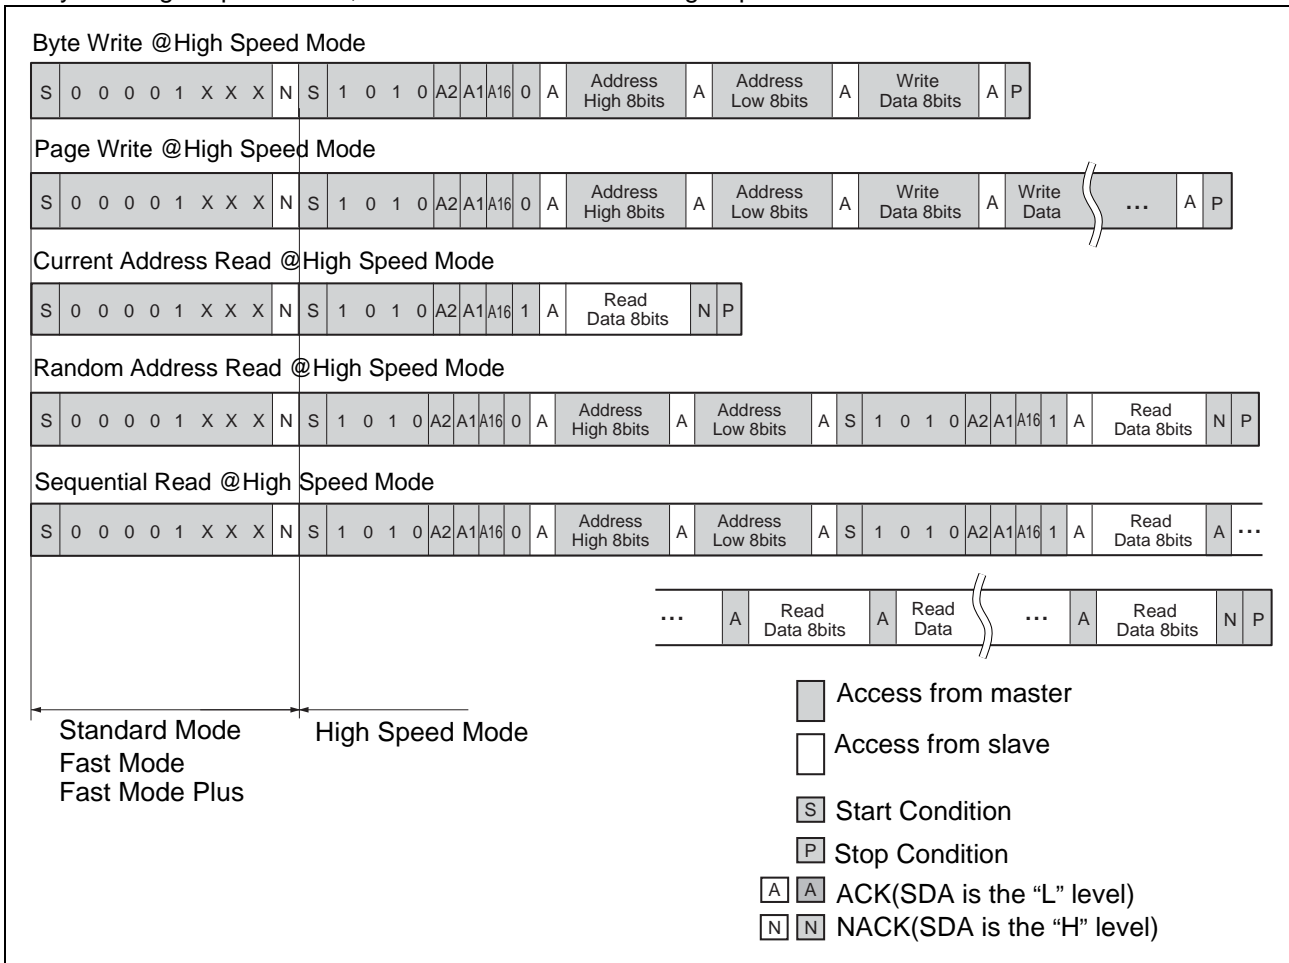 Byte Write @High Speed Mode
S 0 0 0 0 1 X X X N S 1 0 1 0 A2 A1 A16 0 A Address High 8bits A Address Low 8bits A Write Data 8bits A P
Page Write @High Speed Mode
S 0 0 0 0 1 X X X N S 1 0 1 0 A2 A1 A16 0 A Address High 8bits A Address Low 8bits A Write Data 8bits A Write Data ... A P
Current Address Read @High Speed Mode
S 0 0 0 0 1 X X X N S 1 0 1 0 A2 A1 A16 1 A Read Data 8bits N P
Random Address Read @High Speed Mode
S 0 0 0 0 1 X X X N S 1 0 1 0 A2 A1 A16 0 A Address High 8bits A Address Low 8bits A S 1 0 1 0 A2 A1 A16 1 A Read Data 8bits N P
Sequential Read @High Speed Mode
S 0 0 0 0 1 X X X N S 1 0 1 0 A2 A1 A16 0 A Address High 8bits A Address Low 8bits A S 1 0 1 0 A2 A1 A16 1 A Read Data 8bits A ...
... A Read Data 8bits A Read Data ... A Read Data 8bits N P
Standard Mode
Fast Mode
Fast Mode Plus
High Speed Mode
Access from master
Access from slave
S Start Condition
P Stop Condition
A A ACK(SDA is the “L” level)
N N NACK(SDA is the “H” level)